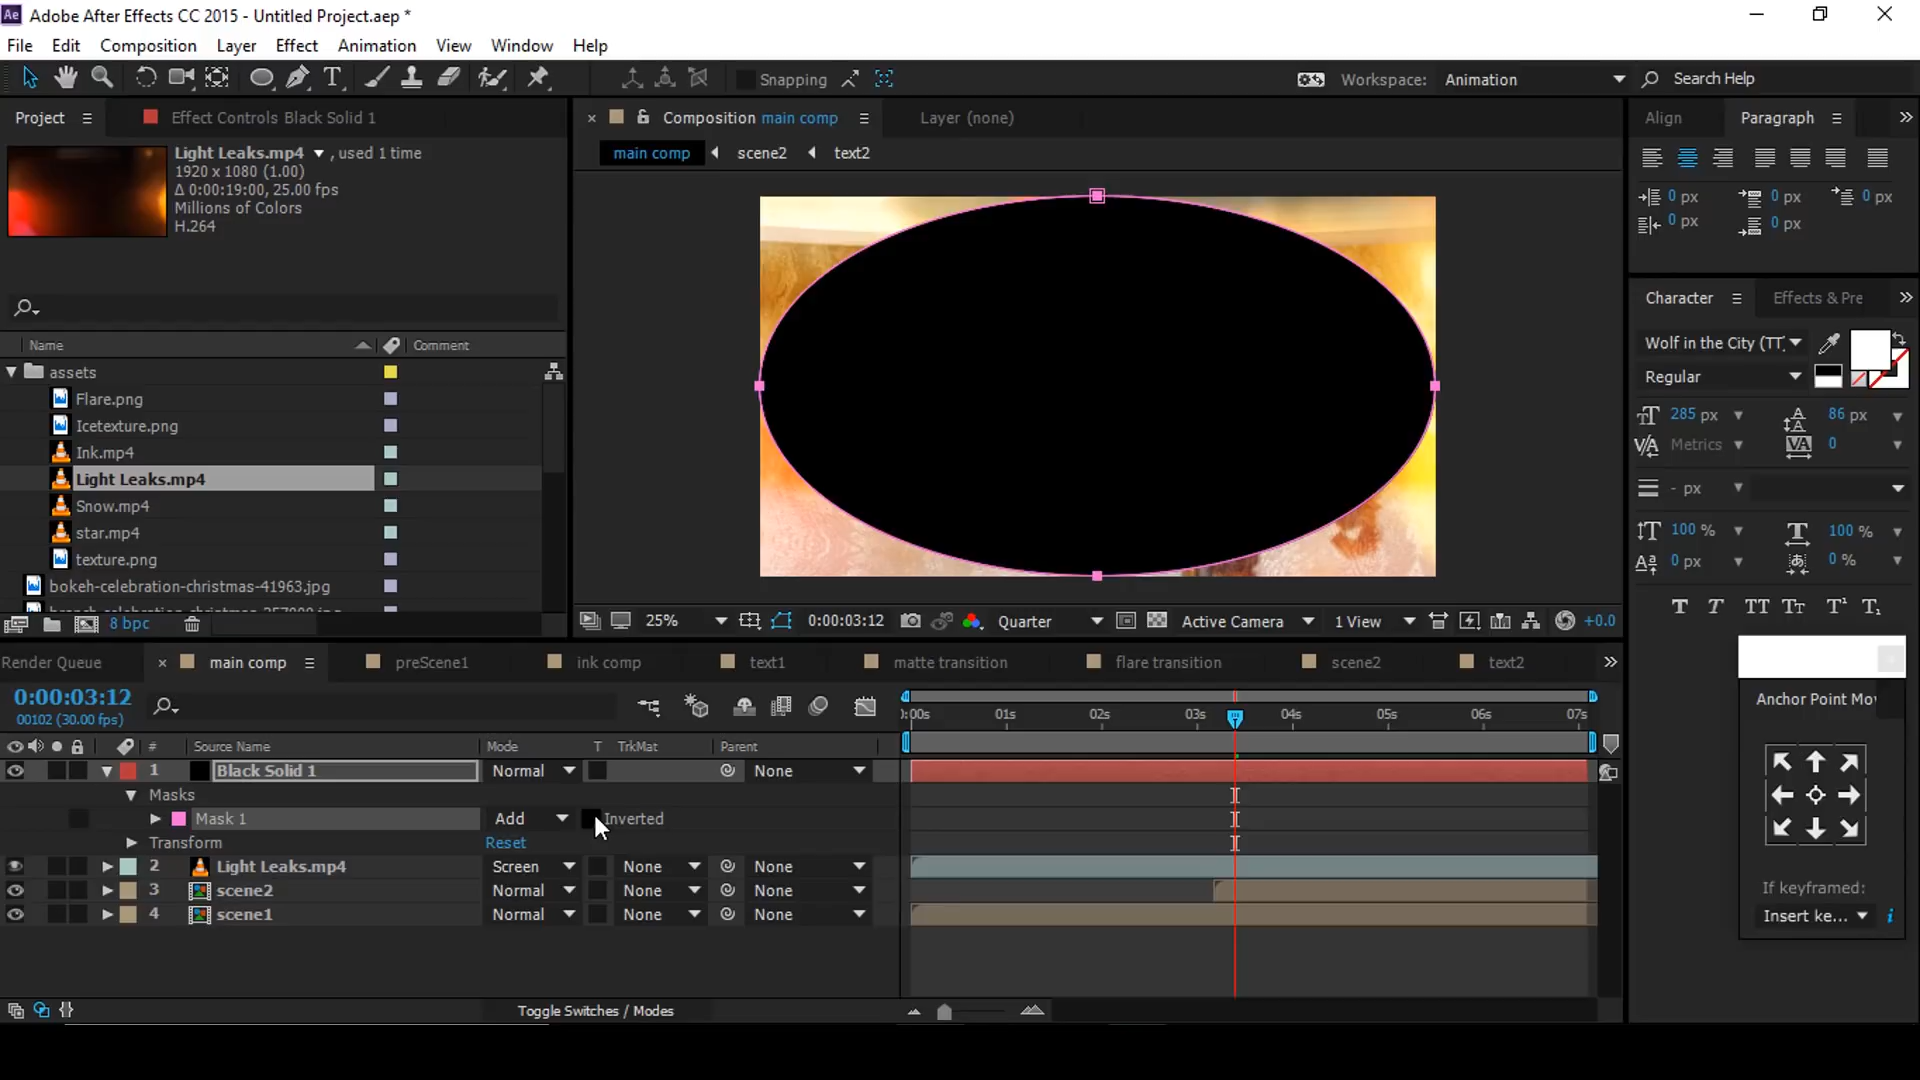 Ae Adobe After Effects CC 2015 - Untitled Project.aep *
File Edit Composition Layer Effect Animation View Window Help
T Snapping Workspace: Animation Search Help
Project Effect Controls Black Solid 1
Composition main comp Layer (none)
Align Paragraph
Light Leaks.mp4 , used 1 time
1920 x 1080 (1.00)
Δ 0:00:19:00, 25.00 fps
Millions of Colors
H.264
main comp scene2 text2
0 px 0 px 0 px
0 px 0 px
Name Comment
assets
Flare.png
Icetexture.png
Ink.mp4
Light Leaks.mp4
Snow.mp4
star.mp4
texture.png
bokeh-celebration-christmas-41963.jpg
8 bpc
Character Effects & Pre
Wolf in the City (TT
Regular
285 px 86 px
Metrics 0
- px
100 % 100 %
0 px 0 %
T T TT Tt T¹ T₁
25% 0:00:03:12 Quarter Active Camera 1 View +0.0
Render Queue main comp preScene1 ink comp text1 matte transition flare transition scene2 text2
0:00:03:12
00102 (30.00 fps)
:00s 01s 02s 03s 04s 05s 06s 07s
# Source Name Mode T TrkMat Parent
1 Black Solid 1 Normal None
Masks
Mask 1 Add Inverted
Transform Reset
2 Light Leaks.mp4 Screen None None
3 scene2 Normal None None
4 scene1 Normal None None
Toggle Switches / Modes
Anchor Point Mov
If keyframed:
Insert ke... i